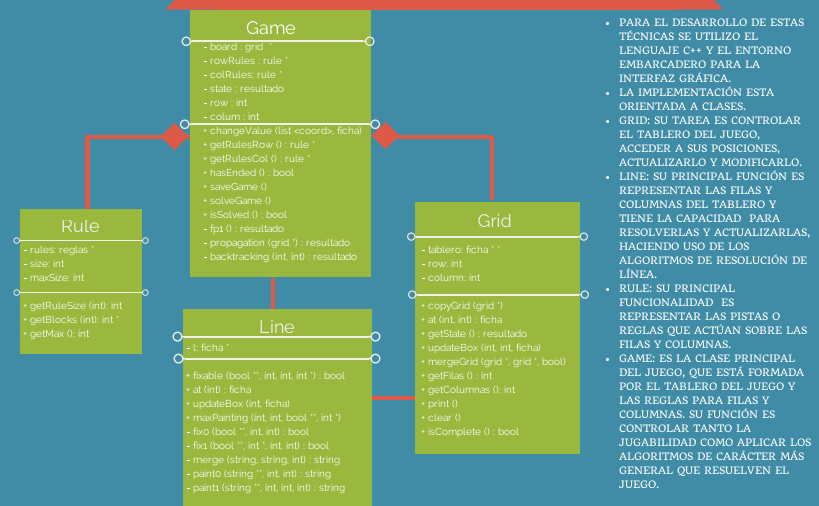 Game
- board : grid *
- rowRules : rule *
- colRules: rule *
- state : resultado
- row : int
- colum : int
+ changeValue (list <coord>, ficha)
+ getRulesRow () : rule *
+ getRulesCol () : rule *
+ hasEnded () : bool
+ saveGame ()
+ solveGame ()
+ isSolved () : bool
- fp1 () : resultado
- propagation (grid *) : resultado
- backtracking (int, int) : resultado
Rule
- rules: reglas *
- size: int
- maxSize: int
+ getRuleSize (int): int
+ getBlocks (int): int *
+ getMax (): int
Line
- l: ficha *
+ fixable (bool **, int, int, int *) : bool
+ at (int) : ficha
+ updateBox (int, ficha)
+ maxPainting (int, int, bool **, int *)
- fix0 (bool **, int, int) : bool
- fix1 (bool **, int *, int, int) : bool
- merge (string, string, int) : string
- paint0 (string **, int, int) : string
- paint1 (string **, int, int, int) : string
Grid
- tablero: ficha * *
- row: int
- column: int
+ copyGrid (grid *)
+ at (int, int) : ficha
+ getState () : resultado
+ updateBox (int, int, ficha)
+ mergeGrid (grid *, grid *, bool)
+ getFilas () : int
+ getColumnas (): int
+ print ()
+ clear ()
+ isComplete () : bool
• PARA EL DESARROLLO DE ESTAS
TÉCNICAS SE UTILIZO EL
LENGUAJE C++ Y EL ENTORNO
EMBARCADERO PARA LA
INTERFAZ GRÁFICA.
• LA IMPLEMENTACIÓN ESTA
ORIENTADA A CLASES.
• GRID: SU TAREA ES CONTROLAR
EL TABLERO DEL JUEGO,
ACCEDER A SUS POSICIONES,
ACTUALIZARLO Y MODIFICARLO.
• LINE: SU PRINCIPAL FUNCIÓN ES
REPRESENTAR LAS FILAS Y
COLUMNAS DEL TABLERO Y
TIENE LA CAPACIDAD PARA
RESOLVERLAS Y ACTUALIZARLAS,
HACIENDO USO DE LOS
ALGORITMOS DE RESOLUCIÓN DE
LÍNEA.
• RULE: SU PRINCIPAL
FUNCIONALIDAD ES
REPRESENTAR LAS PISTAS O
REGLAS QUE ACTÚAN SOBRE LAS
FILAS Y COLUMNAS.
• GAME: ES LA CLASE PRINCIPAL
DEL JUEGO, QUE ESTÁ FORMADA
POR EL TABLERO DEL JUEGO Y
LAS REGLAS PARA FILAS Y
COLUMNAS. SU FUNCIÓN ES
CONTROLAR TANTO LA
JUGABILIDAD COMO APLICAR LOS
ALGORITMOS DE CARÁCTER MÁS
GENERAL QUE RESUELVEN EL
JUEGO.